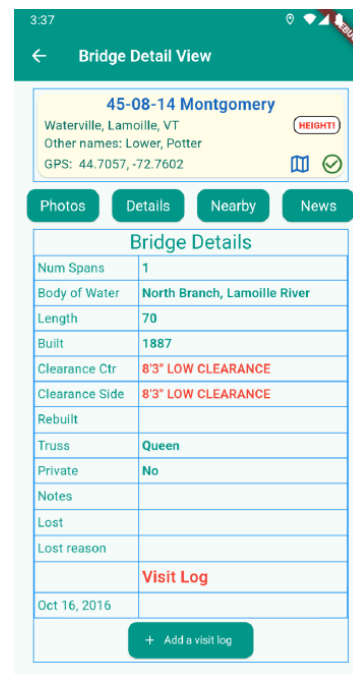 3:37
DEBUG
Bridge Detail View
45-08-14 Montgomery
Waterville, Lamoille, VT
HEIGHT!
Other names: Lower, Potter
GPS: 44.7057, -72.7602
Photos Details Nearby News
Bridge Details
Num Spans 1
Body of Water North Branch, Lamoille River
Length 70
Built 1887
Clearance Ctr 8'3" LOW CLEARANCE
Clearance Side 8'3" LOW CLEARANCE
Rebuilt
Truss Queen
Private No
Notes
Lost
Lost reason
Visit Log
Oct 16, 2016
+ Add a visit log